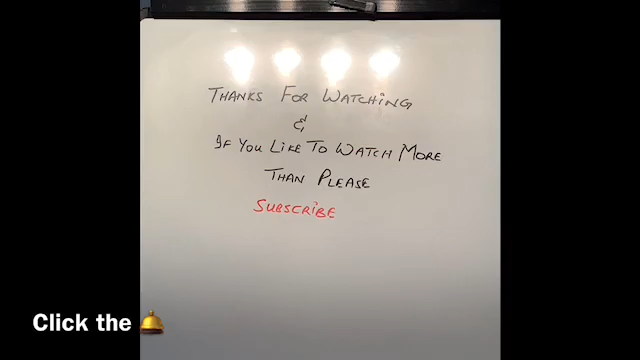 THANKS FOR WATCHING
&
IF YOU LIKE TO WATCH MORE
THAN PLEASE
SUBSCRIBE
Click the 🔔